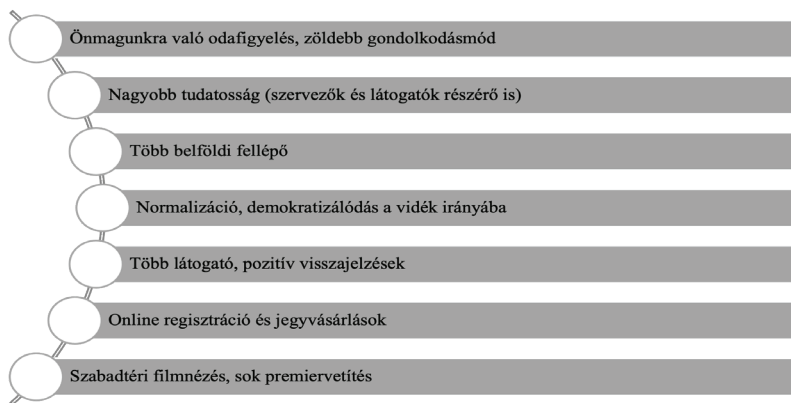 Önmagunkra való odafigyelés, zöldebb gondolkodásmód
Nagyobb tudatosság (szervezők és látogatók részérő is)
Több belföldi fellépő
Normalizáció, demokratizálódás a vidék irányába
Több látogató, pozitív visszajelzések
Online regisztráció és jegyvásárlások
Szabadtéri filmnézés, sok premiervetítés